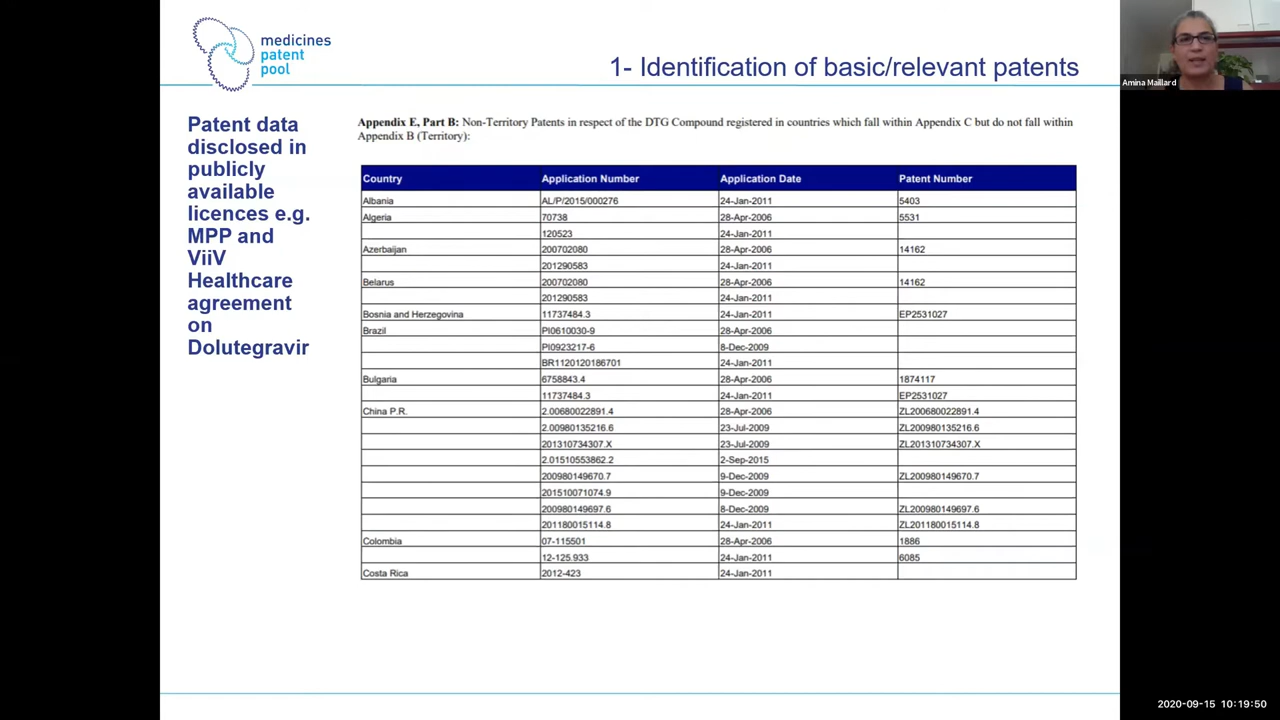 medicines
patent
pool
1- Identification of basic/relevant patents
Amina Maillard
Patent data
disclosed in
publicly
available
licences e.g.
MPP and
ViiV
Healthcare
agreement
on
Dolutegravir
Appendix E, Part B: Non-Territory Patents in respect of the DTG Compound registered in countries which fall within Appendix C but do not fall within
Appendix B (Territory):
Country Application Number Application Date Patent Number
Albania AL/P/2015/000276 24-Jan-2011 5403
Algeria 70738 28-Apr-2006 5531
120523 24-Jan-2011
Azerbaijan 200702080 28-Apr-2006 14162
201290583 24-Jan-2011
Belarus 200702080 28-Apr-2006 14162
201290583 24-Jan-2011
Bosnia and Herzegovina 11737484.3 24-Jan-2011 EP2531027
Brazil PI0610030-9 28-Apr-2006
PI0923217-6 8-Dec-2009
BR1120120186701 24-Jan-2011
Bulgaria 6758843.4 28-Apr-2006 1874117
11737484.3 24-Jan-2011 EP2531027
China P.R. 2.00680022891.4 28-Apr-2006 ZL200680022891.4
2.00980135216.6 23-Jul-2009 ZL200980135216.6
201310734307.X 23-Jul-2009 ZL201310734307.X
2.01510553862.2 2-Sep-2015
200980149670.7 9-Dec-2009 ZL200980149670.7
201510071074.9 9-Dec-2009
200980149697.6 8-Dec-2009 ZL200980149697.6
201180015114.8 24-Jan-2011 ZL201180015114.8
Colombia 07-115501 28-Apr-2006 1886
12-125.933 24-Jan-2011 6085
Costa Rica 2012-423 24-Jan-2011
2020-09-15 10:19:50